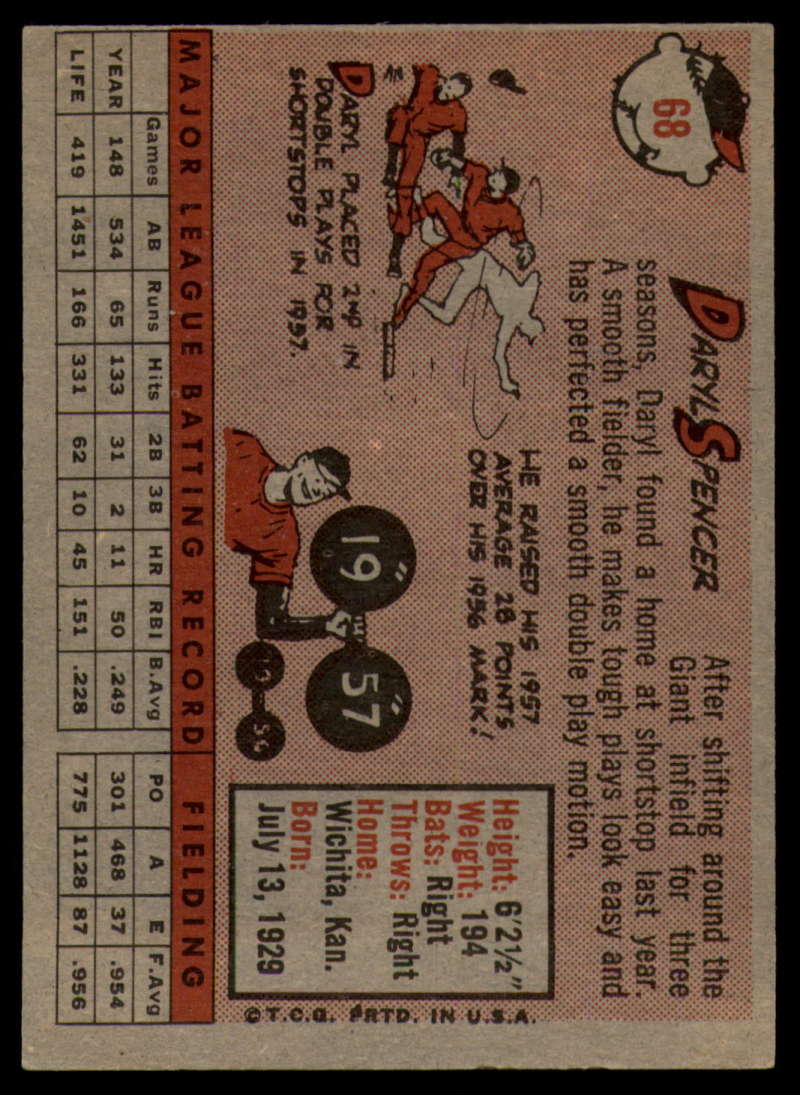 68
DARYL SPENCER
After shifting around the
Giant infield for three
seasons, Daryl found a home at shortstop last year.
A smooth fielder, he makes tough plays look easy and
has perfected a smooth double play motion.
DARYL PLACED 2ND IN
DOUBLE PLAYS FOR
SHORTSTOPS IN 1957.
HE RAISED HIS 1957
AVERAGE 28 POINTS
OVER HIS 1956 MARK!
19" 57"
19 56
Height: 6'2½"
Weight: 194
Bats: Right
Throws: Right
Home:
Wichita, Kan.
Born:
July 13, 1929
©T.C.G. PRTD. IN U.S.A.
MAJOR LEAGUE BATTING RECORD FIELDING
Games AB Runs Hits 2B 3B HR RBI B.Avg PO A E F.Avg
YEAR 148 534 65 133 31 2 11 50 .249 301 468 37 .954
LIFE 419 1451 166 331 62 10 45 151 .228 775 1128 87 .956